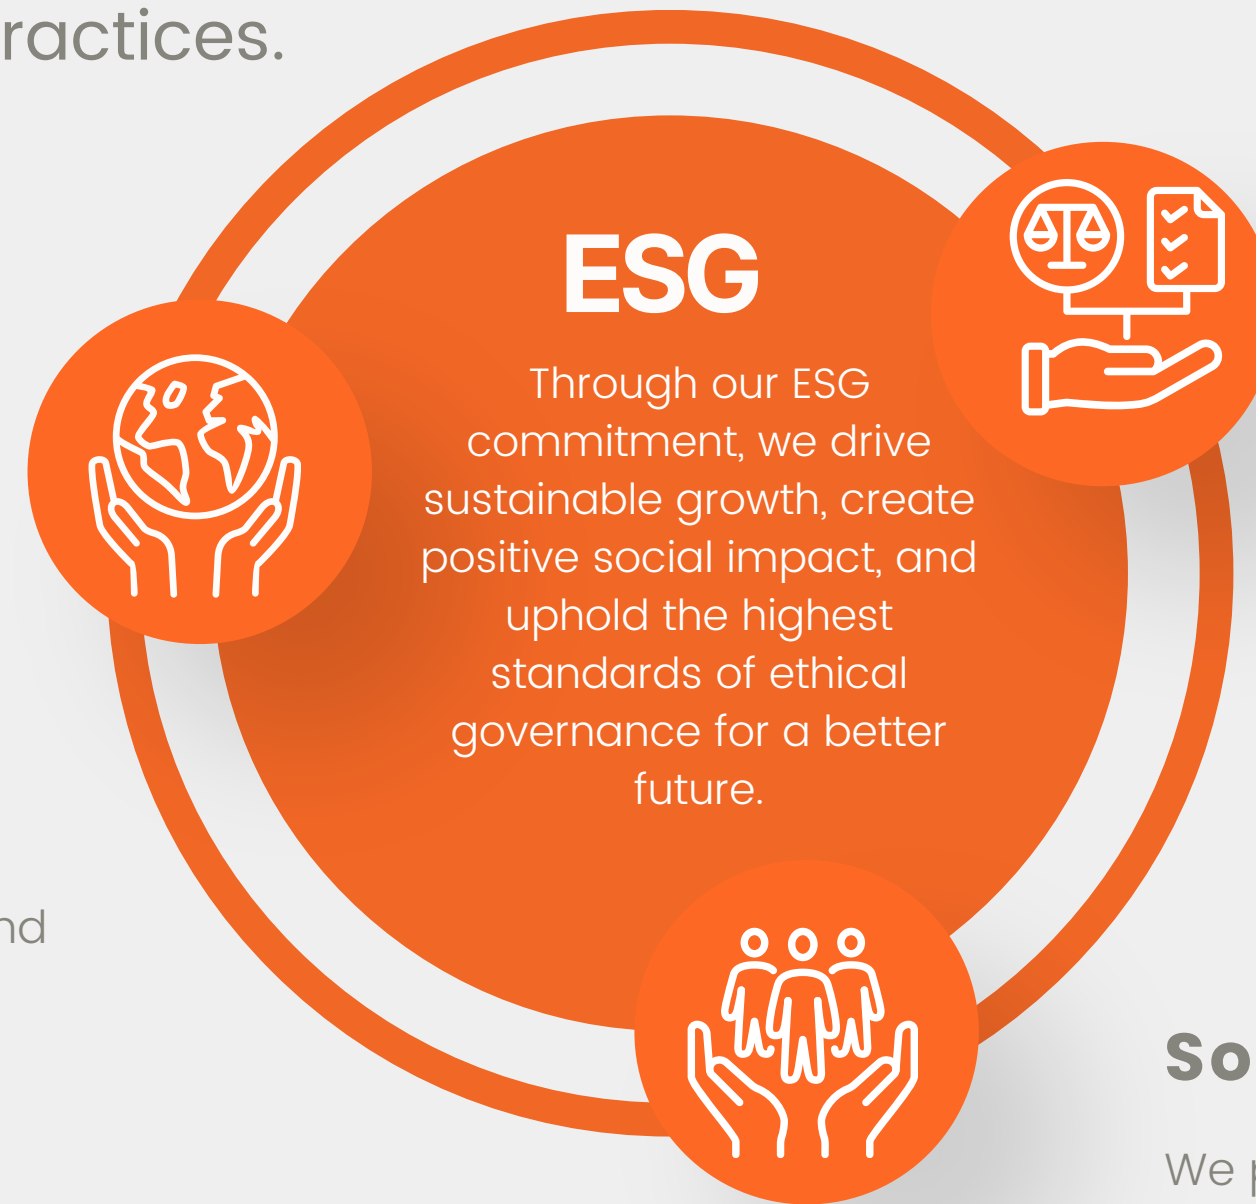 ractices.
ESG
Through our ESG
commitment, we drive
sustainable growth, create
positive social impact, and
uphold the highest
standards of ethical
governance for a better
future.
nd
So
We p